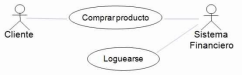 Comprar producto
Cliente
Sistema
Financiero
Loguearse